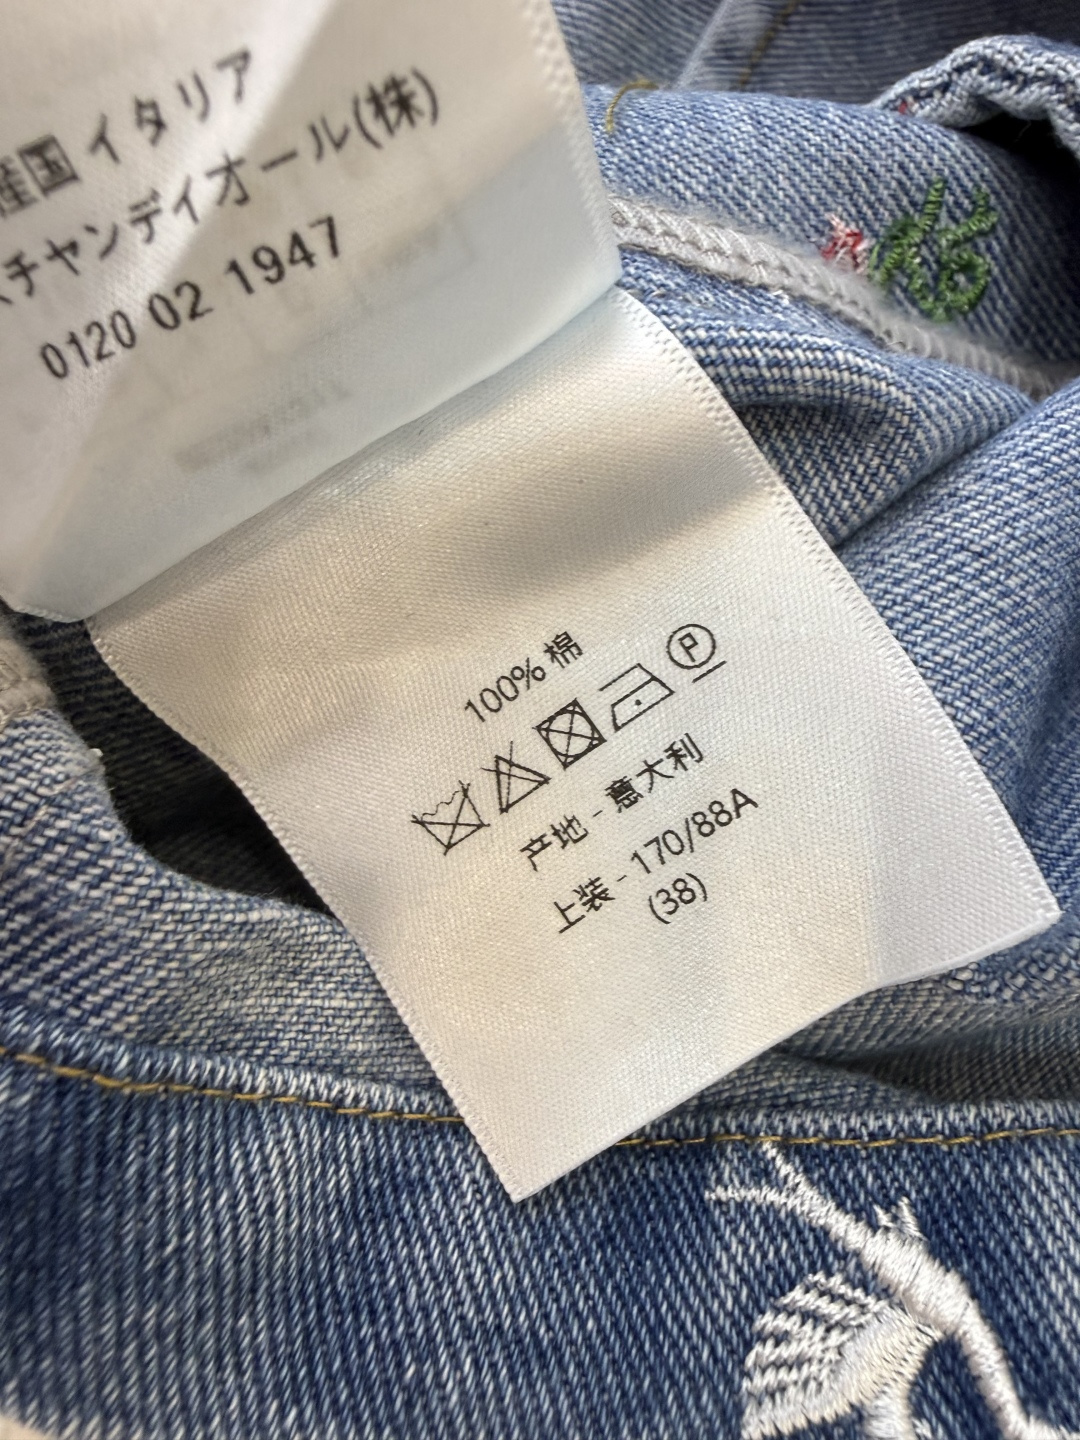 産国 イタリア
チャンディオール(株)
0120 02 1947
100% 棉
P
产地 - 意大利
上装 - 170/88A
(38)